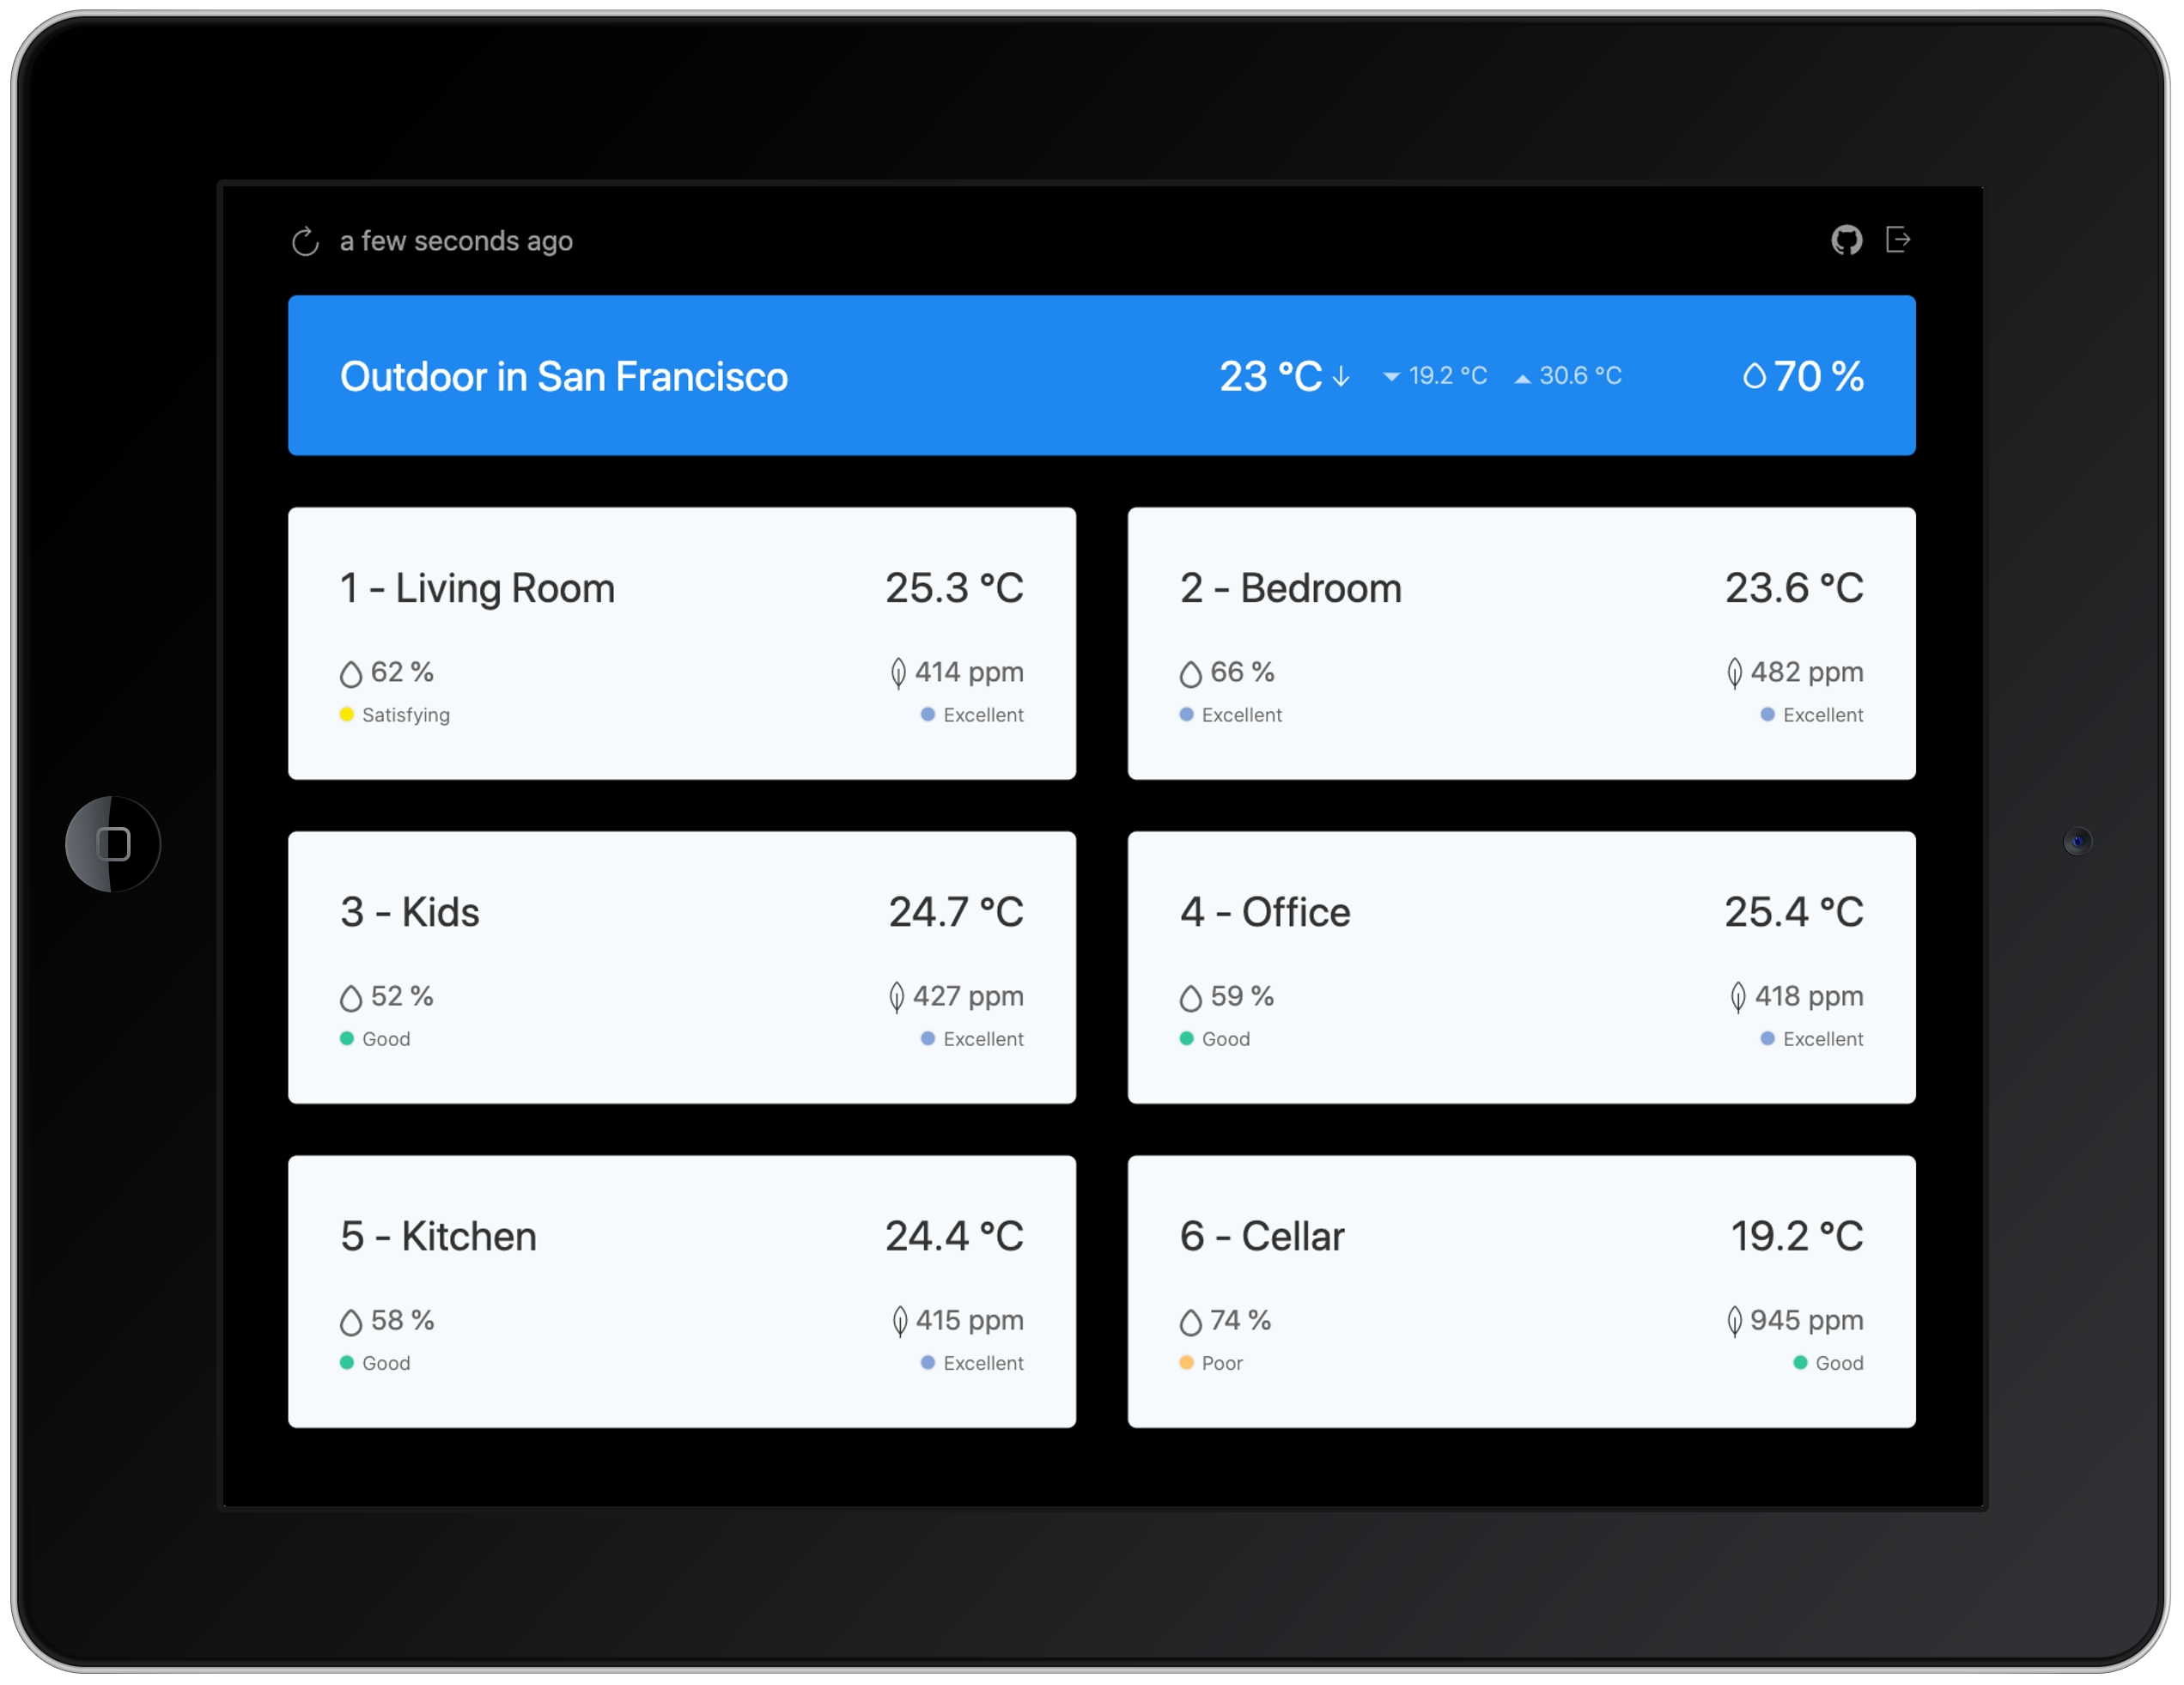 a few seconds ago
Outdoor in San Francisco 23 °C 19.2 °C 30.6 °C 70 %
1 - Living Room 25.3 °C
62 % 414 ppm
Satisfying Excellent
2 - Bedroom 23.6 °C
66 % 482 ppm
Excellent Excellent
3 - Kids 24.7 °C
52 % 427 ppm
Good Excellent
4 - Office 25.4 °C
59 % 418 ppm
Good Excellent
5 - Kitchen 24.4 °C
58 % 415 ppm
Good Excellent
6 - Cellar 19.2 °C
74 % 945 ppm
Poor Good